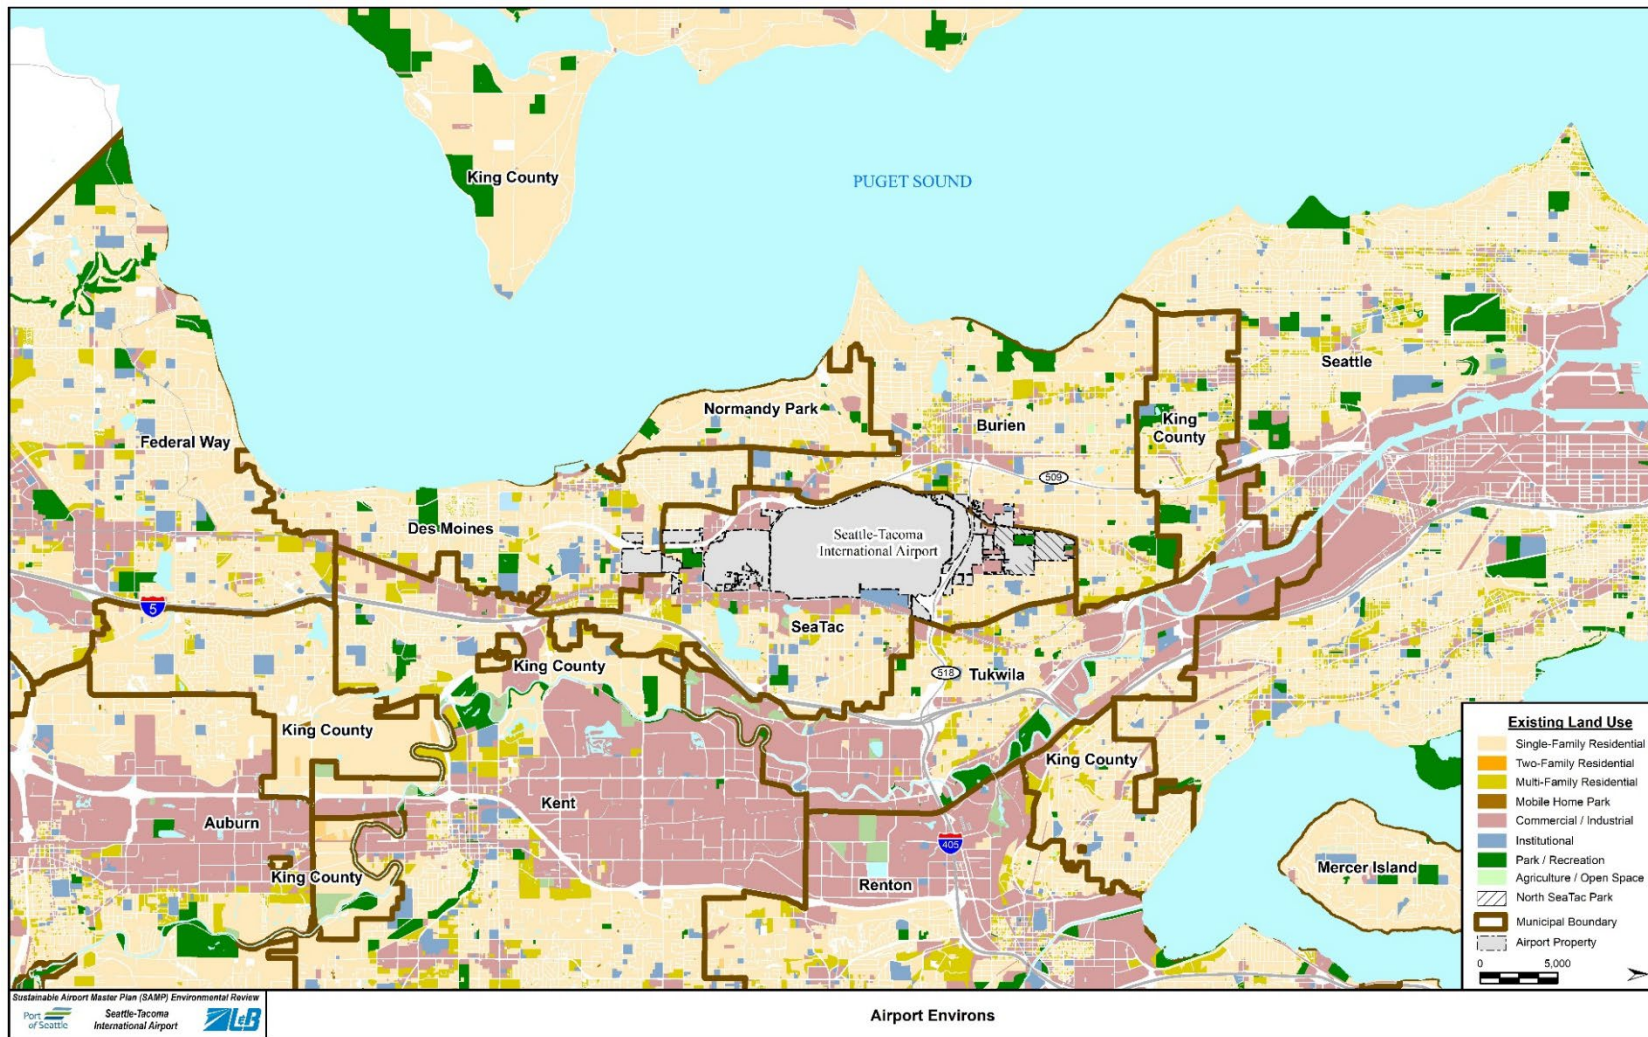 King County
PUGET SOUND
Seattle
Normandy Park
Burien
King
County
Federal Way
509
Des Moines
Seattle-Tacoma
International Airport
5
SeaTac
King County
518
Tukwila
King County
King County
Kent
Auburn
405
King County
Renton
Mercer Island
Existing Land Use
Single-Family Residential
Two-Family Residential
Multi-Family Residential
Mobile Home Park
Commercial / Industrial
Institutional
Park / Recreation
Agriculture / Open Space
North SeaTac Park
Municipal Boundary
Airport Property
0 5,000
Sustainable Airport Master Plan (SAMP) Environmental Review
Port
of Seattle
Seattle-Tacoma
International Airport
L&B
Airport Environs